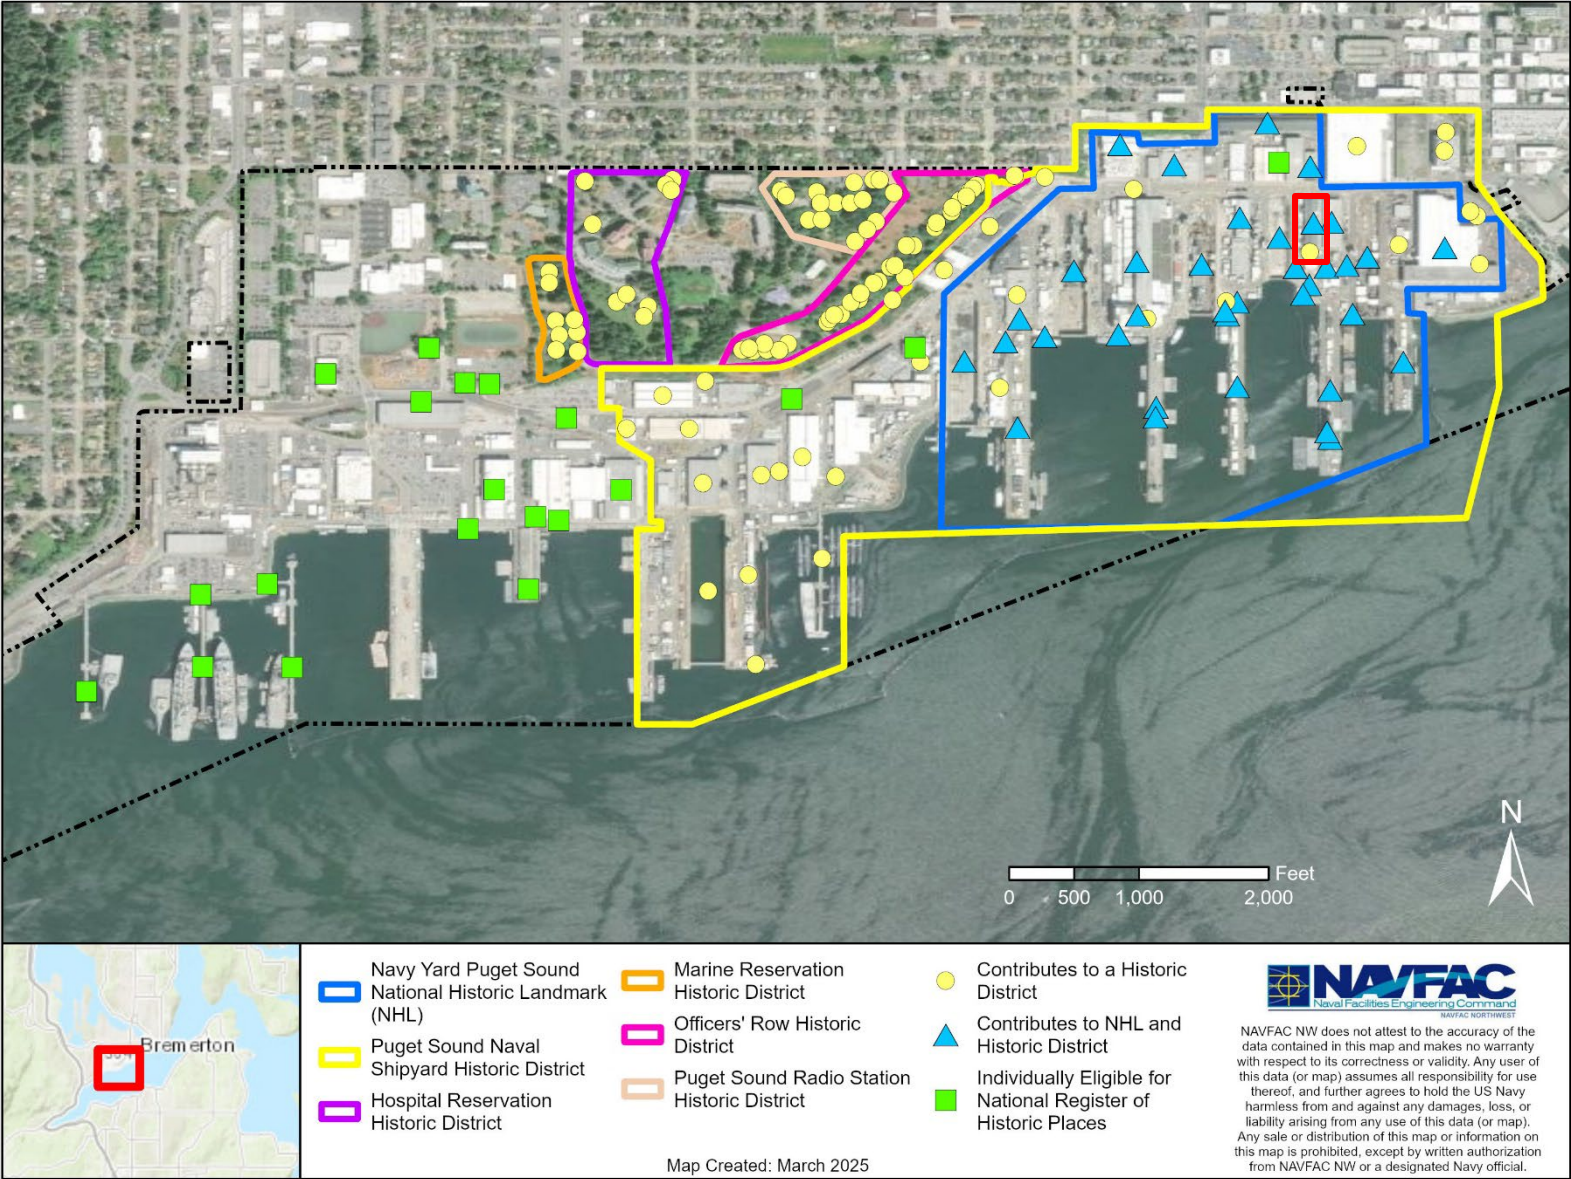 N
Feet
0 500 1,000 2,000
Bremerton
Navy Yard Puget Sound
National Historic Landmark
(NHL)
Puget Sound Naval
Shipyard Historic District
Hospital Reservation
Historic District
Marine Reservation
Historic District
Officers' Row Historic
District
Puget Sound Radio Station
Historic District
Contributes to a Historic
District
Contributes to NHL and
Historic District
Individually Eligible for
National Register of
Historic Places
Map Created: March 2025
NAVFAC
Naval Facilities Engineering Command
NAVFAC NORTHWEST
NAVFAC NW does not attest to the accuracy of the
data contained in this map and makes no warranty
with respect to its correctness or validity. Any user of
this data (or map) assumes all responsibility for use
thereof, and further agrees to hold the US Navy
harmless from and against any damages, loss, or
liability arising from any use of this data (or map).
Any sale or distribution of this map or information on
this map is prohibited, except by written authorization
from NAVFAC NW or a designated Navy official.